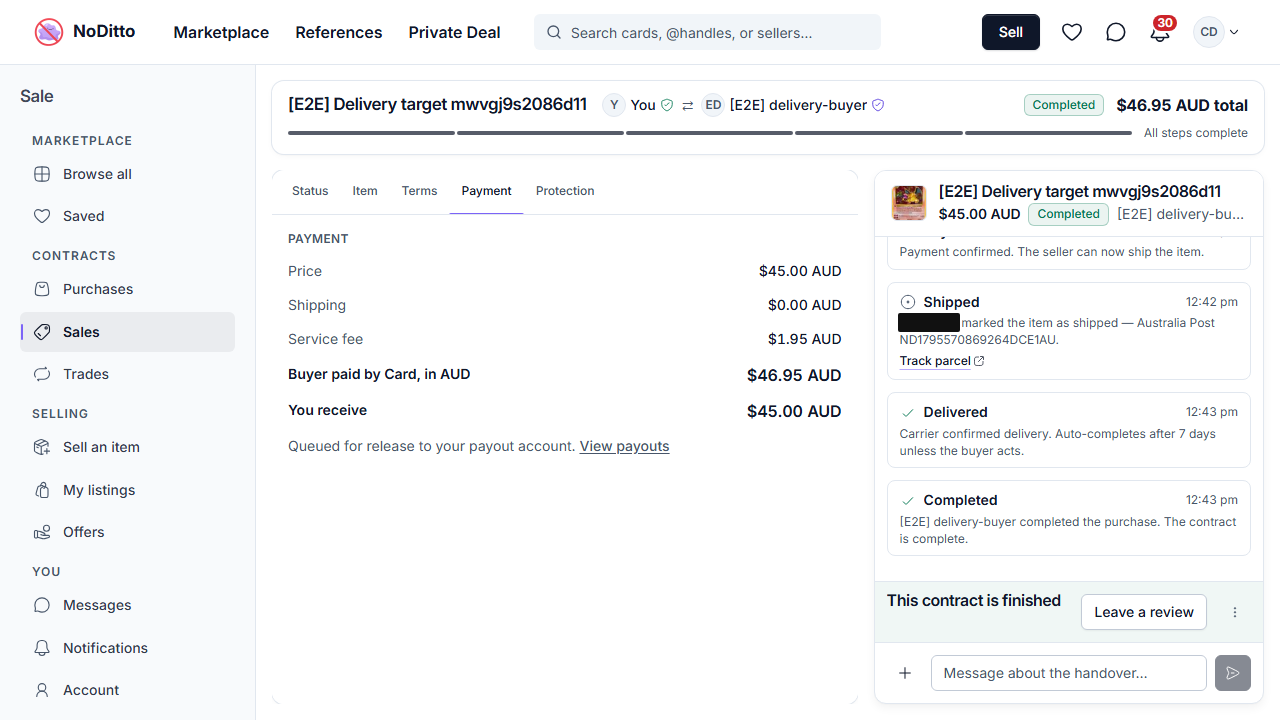 NoDitto
Marketplace
References
Private Deal
Search cards, @handles, or sellers...
Sell
30
CD
Sale
MARKETPLACE
Browse all
Saved
CONTRACTS
Purchases
Sales
Trades
SELLING
Sell an item
My listings
Offers
YOU
Messages
Notifications
Account
[E2E] Delivery target mwvgj9s2086d11
Y You
ED [E2E] delivery-buyer
Completed
$46.95 AUD total
All steps complete
Status
Item
Terms
Payment
Protection
PAYMENT
Price $45.00 AUD
Shipping $0.00 AUD
Service fee $1.95 AUD
Buyer paid by Card, in AUD $46.95 AUD
You receive $45.00 AUD
Queued for release to your payout account. View payouts
[E2E] Delivery target mwvgj9s2086d11
$45.00 AUD Completed [E2E] delivery-bu...
Payment confirmed. The seller can now ship the item.
Shipped 12:42 pm
marked the item as shipped — Australia Post
ND1795570869264DCE1AU.
Track parcel
Delivered 12:43 pm
Carrier confirmed delivery. Auto-completes after 7 days
unless the buyer acts.
Completed 12:43 pm
[E2E] delivery-buyer completed the purchase. The contract
is complete.
This contract is finished
Leave a review
Message about the handover...